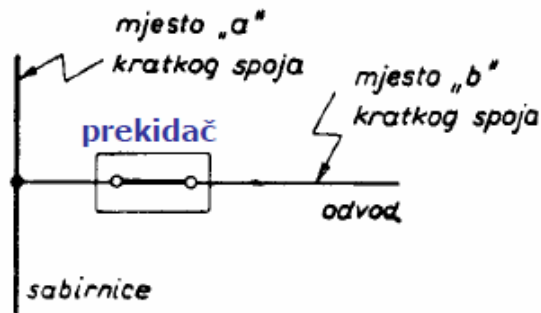 mjesto „a"
kratkog spoja
mjesto „b"
kratkog spoja
prekidač
odvod
sabirnice